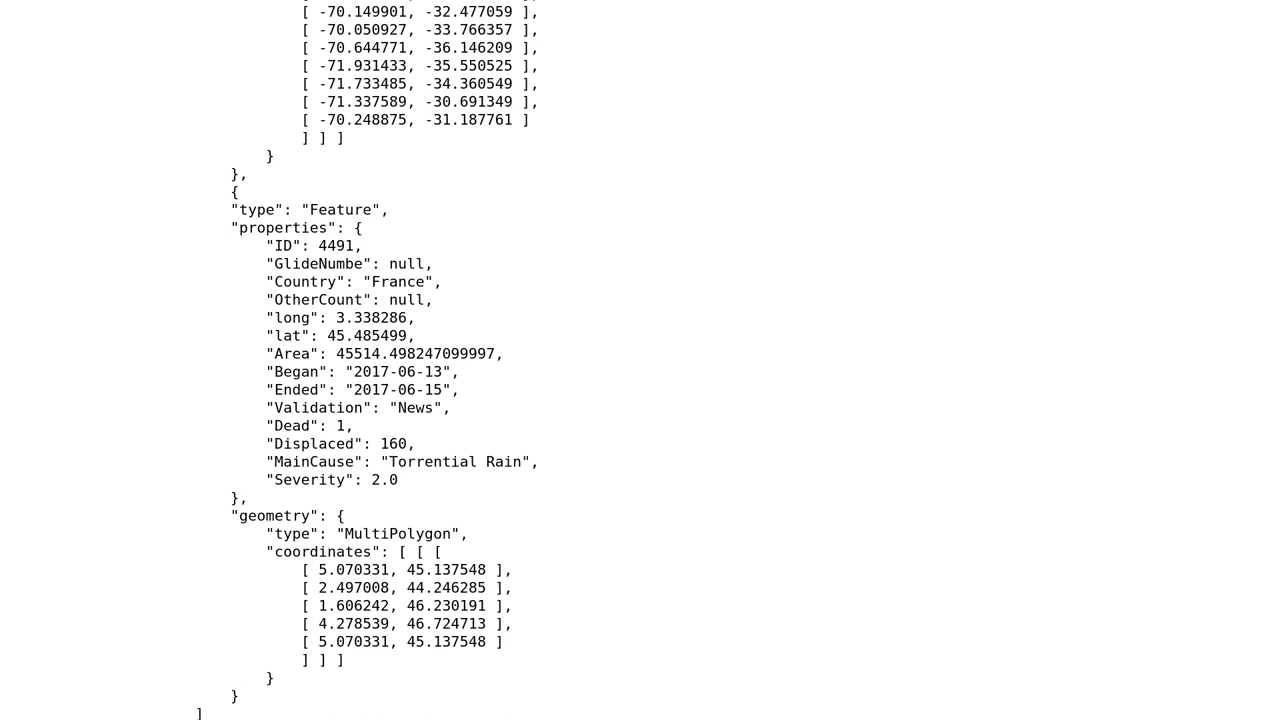 [ -70.149901, -32.477059 ],
[ -70.050927, -33.766357 ],
[ -70.644771, -36.146209 ],
[ -71.931433, -35.550525 ],
[ -71.733485, -34.360549 ],
[ -71.337589, -30.691349 ],
[ -70.248875, -31.187761 ]
] ] ]
}
},
{
"type": "Feature",
"properties": {
"ID": 4491,
"GlideNumbe": null,
"Country": "France",
"OtherCount": null,
"long": 3.338286,
"lat": 45.485499,
"Area": 45514.498247099997,
"Began": "2017-06-13",
"Ended": "2017-06-15",
"Validation": "News",
"Dead": 1,
"Displaced": 160,
"MainCause": "Torrential Rain",
"Severity": 2.0
},
"geometry": {
"type": "MultiPolygon",
"coordinates": [ [ [
[ 5.070331, 45.137548 ],
[ 2.497008, 44.246285 ],
[ 1.606242, 46.230191 ],
[ 4.278539, 46.724713 ],
[ 5.070331, 45.137548 ]
] ] ]
}
}
]